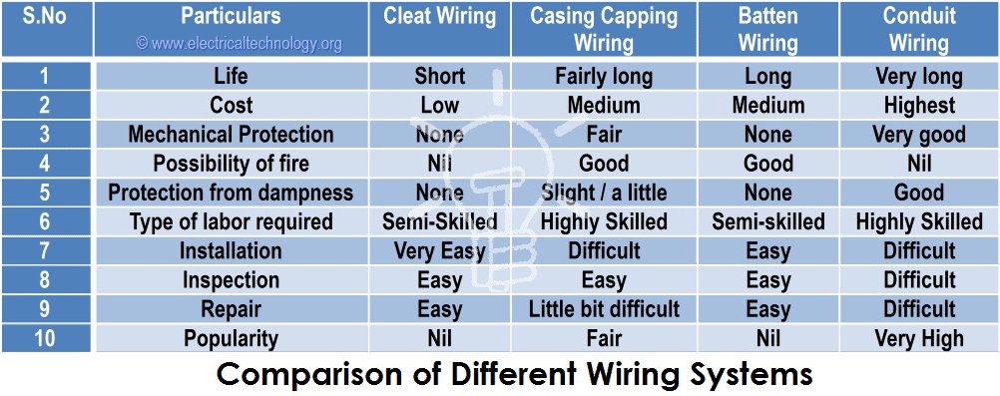 S.No Particulars Cleat Wiring Casing Capping Wiring Batten Wiring Conduit Wiring
© www.electricaltechnology.org
1 Life Short Fairly long Long Very long
2 Cost Low Medium Medium Highest
3 Mechanical Protection None Fair None Very good
4 Possibility of fire Nil Good Good Nil
5 Protection from dampness None Slight / a little None Good
6 Type of labor required Semi-Skilled Highly Skilled Semi-skilled Highly Skilled
7 Installation Very Easy Difficult Easy Difficult
8 Inspection Easy Easy Easy Difficult
9 Repair Easy Little bit difficult Easy Difficult
10 Popularity Nil Fair Nil Very High
Comparison of Different Wiring Systems